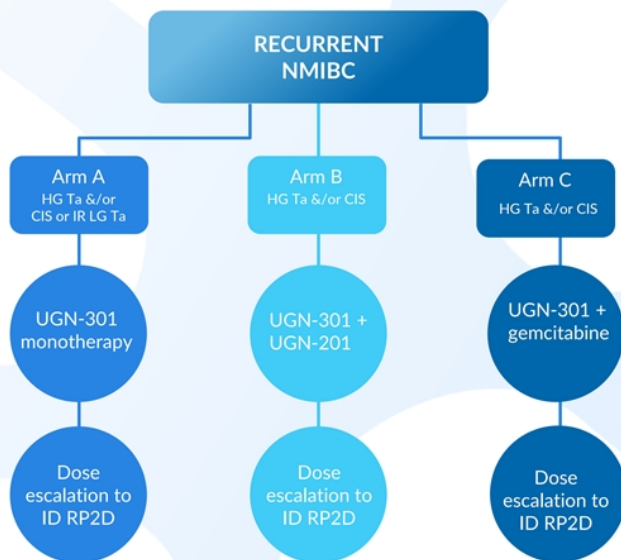 RECURRENT
NMIBC
Arm A
HG Ta &/or
CIS or IR LG Ta
UGN-301
monotherapy
Dose
escalation to
ID RP2D
Arm B
HG Ta &/or CIS
UGN-301 +
UGN-201
Dose
escalation to
ID RP2D
Arm C
HG Ta &/or CIS
UGN-301 +
gemcitabine
Dose
escalation to
ID RP2D